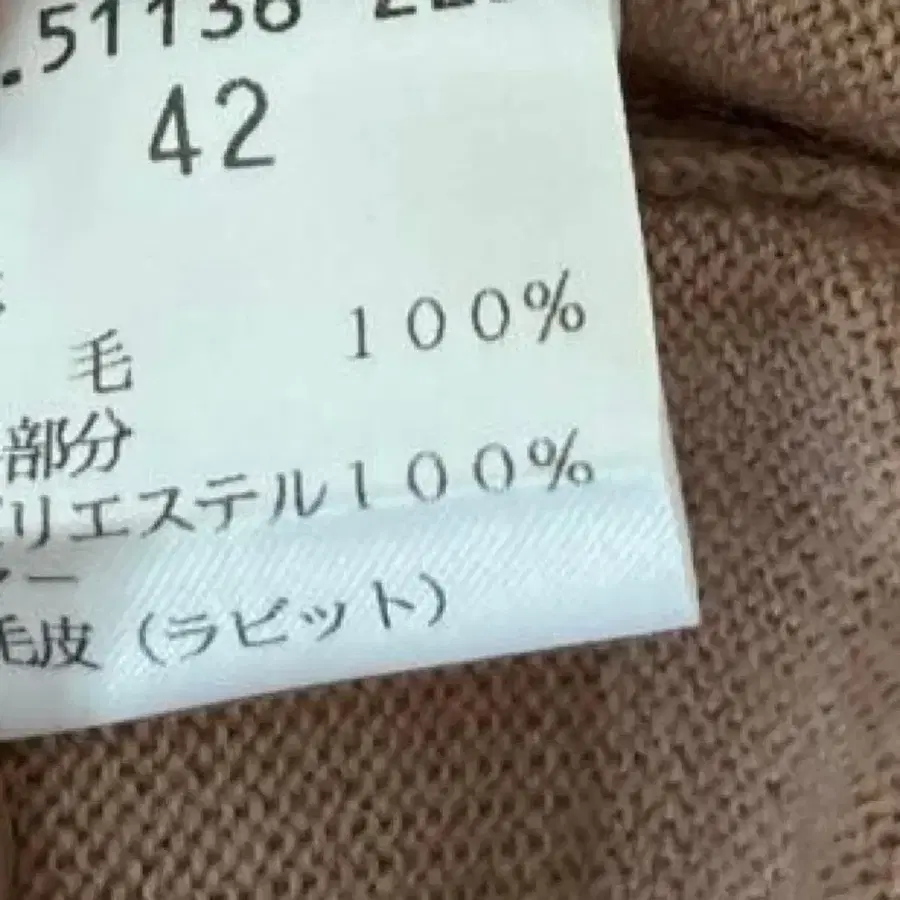 .51136
42
毛 100%
部分
リエステル100%
ー
毛皮（ラビット）